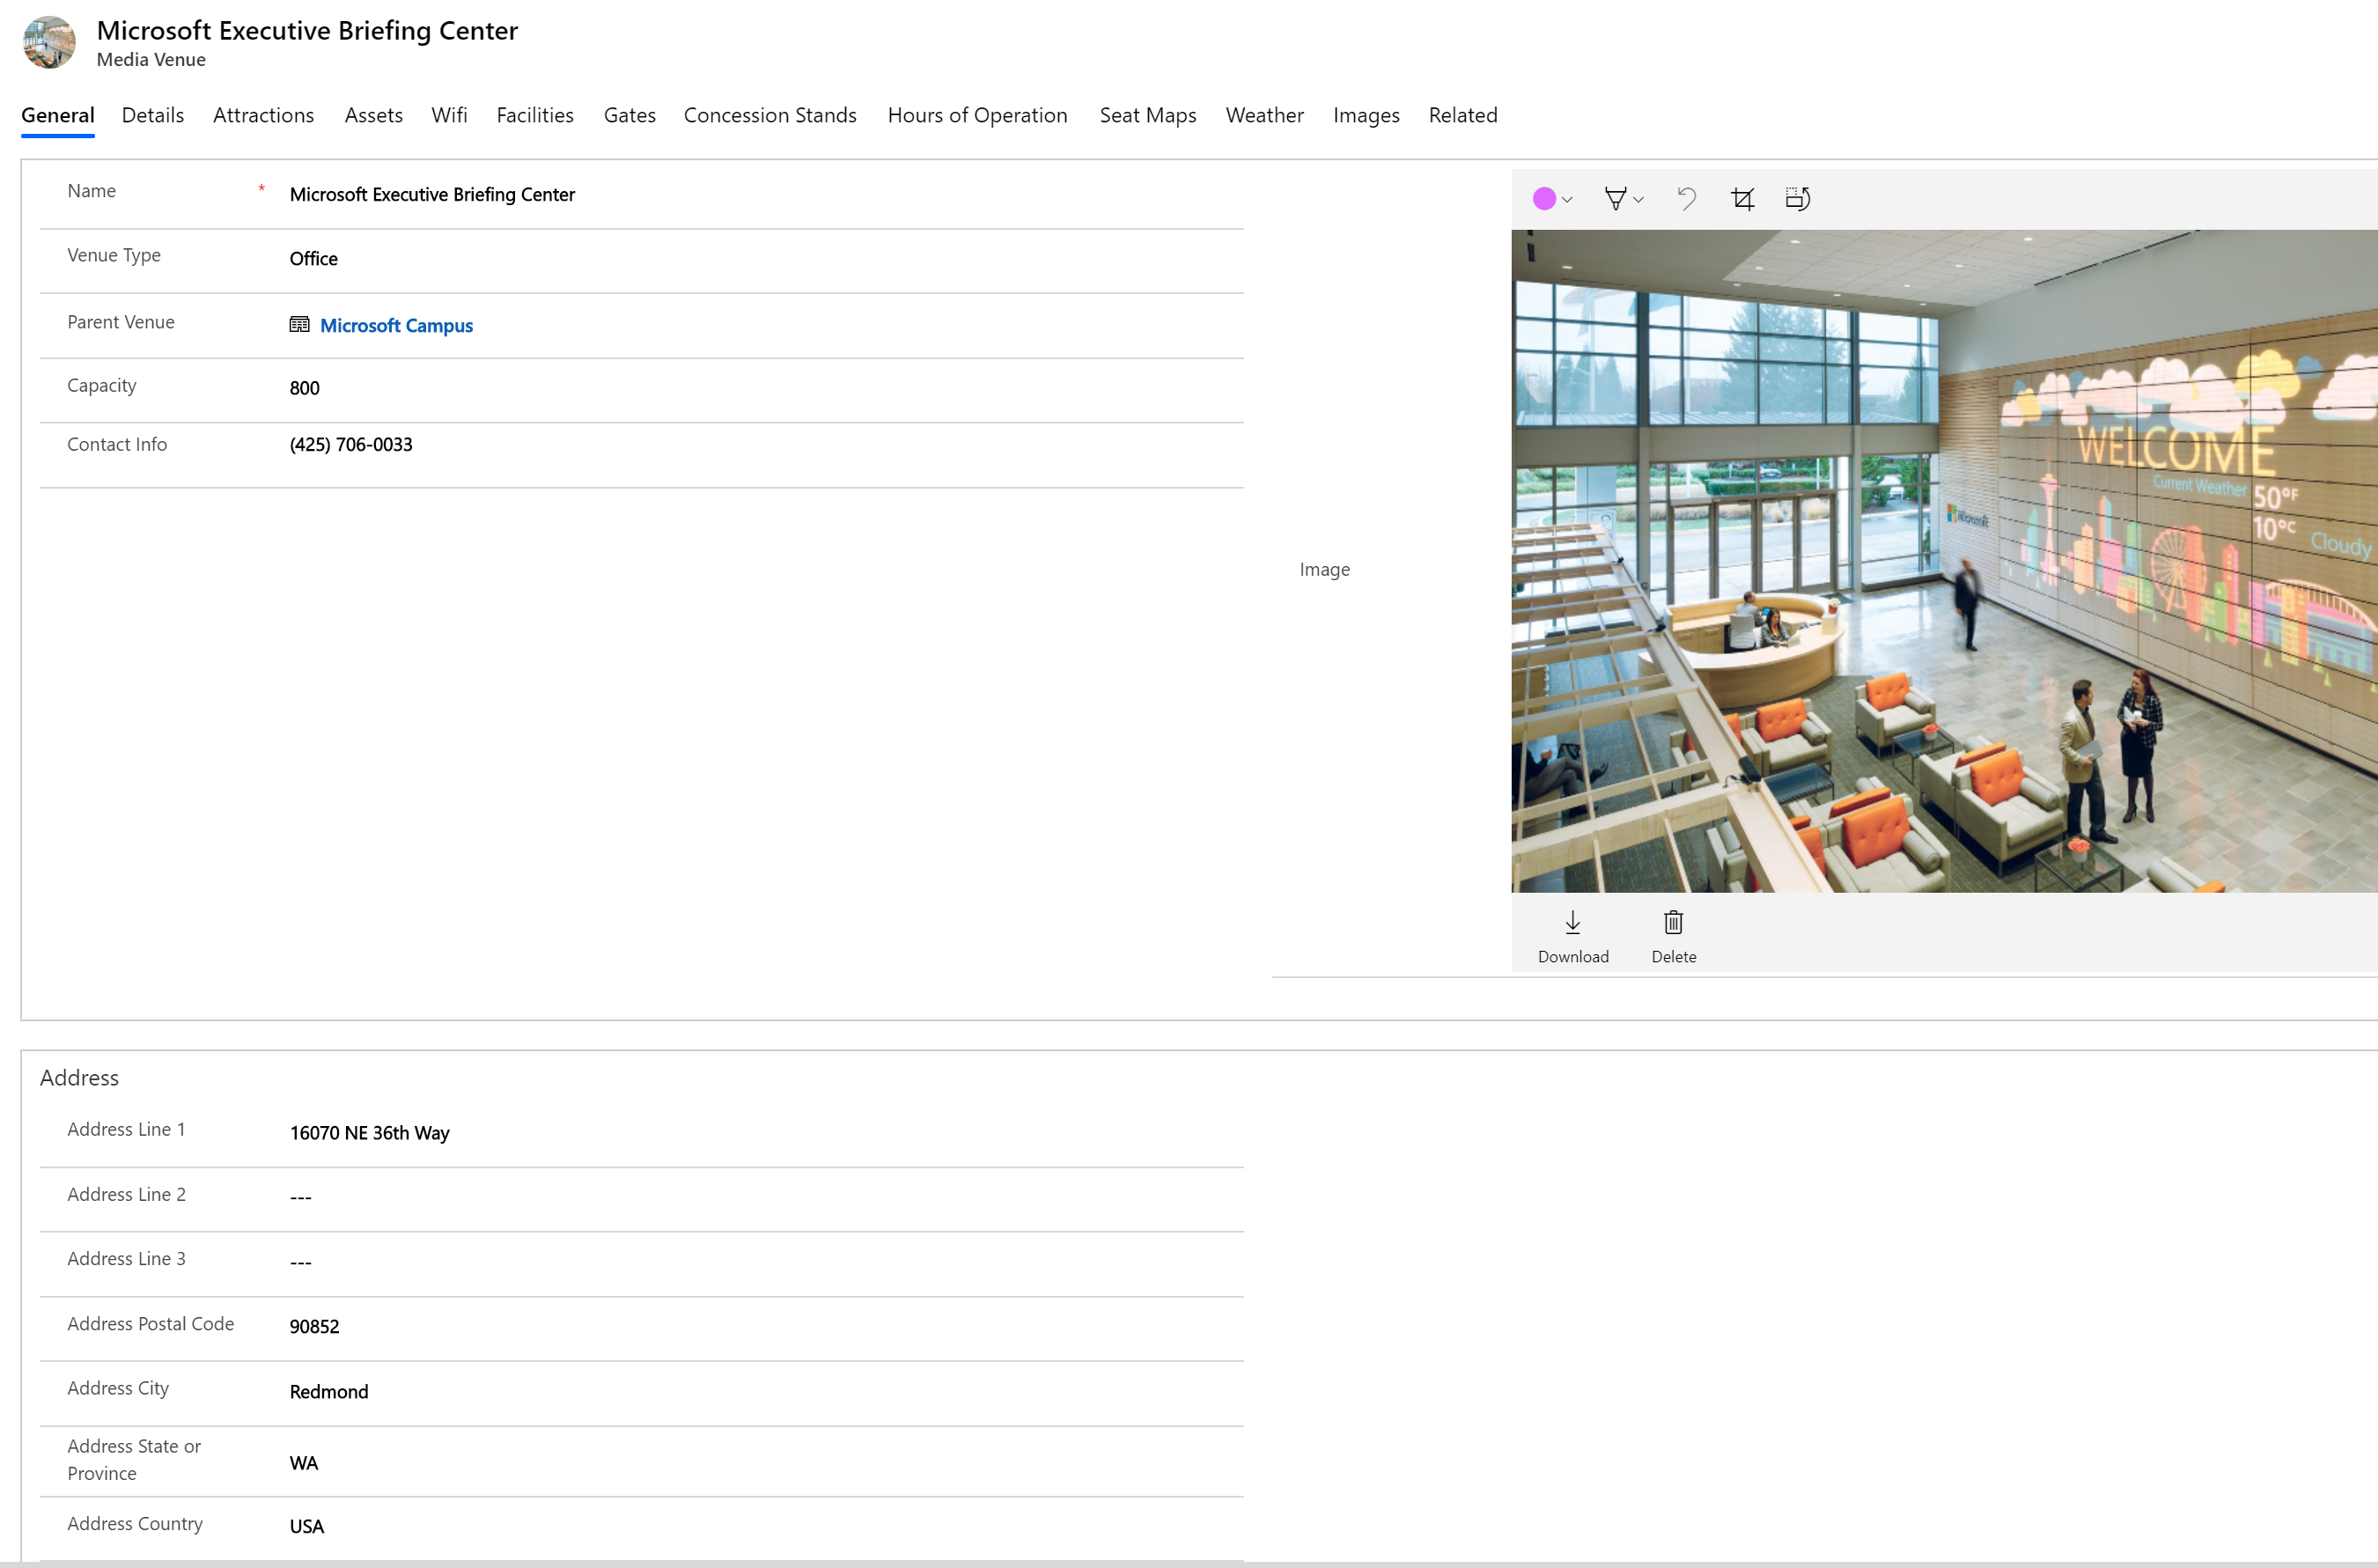 Microsoft Executive Briefing Center
Media Venue
General Details Attractions Assets Wifi Facilities Gates Concession Stands Hours of Operation Seat Maps Weather Images Related
Name * Microsoft Executive Briefing Center
Venue Type Office
Parent Venue Microsoft Campus
Capacity 800
Contact Info (425) 706-0033
Image
WELCOME
Current Weather 50°F
10°C
Cloudy
Microsoft
Download Delete
Address
Address Line 1 16070 NE 36th Way
Address Line 2 ---
Address Line 3 ---
Address Postal Code 90852
Address City Redmond
Address State or
Province WA
Address Country USA